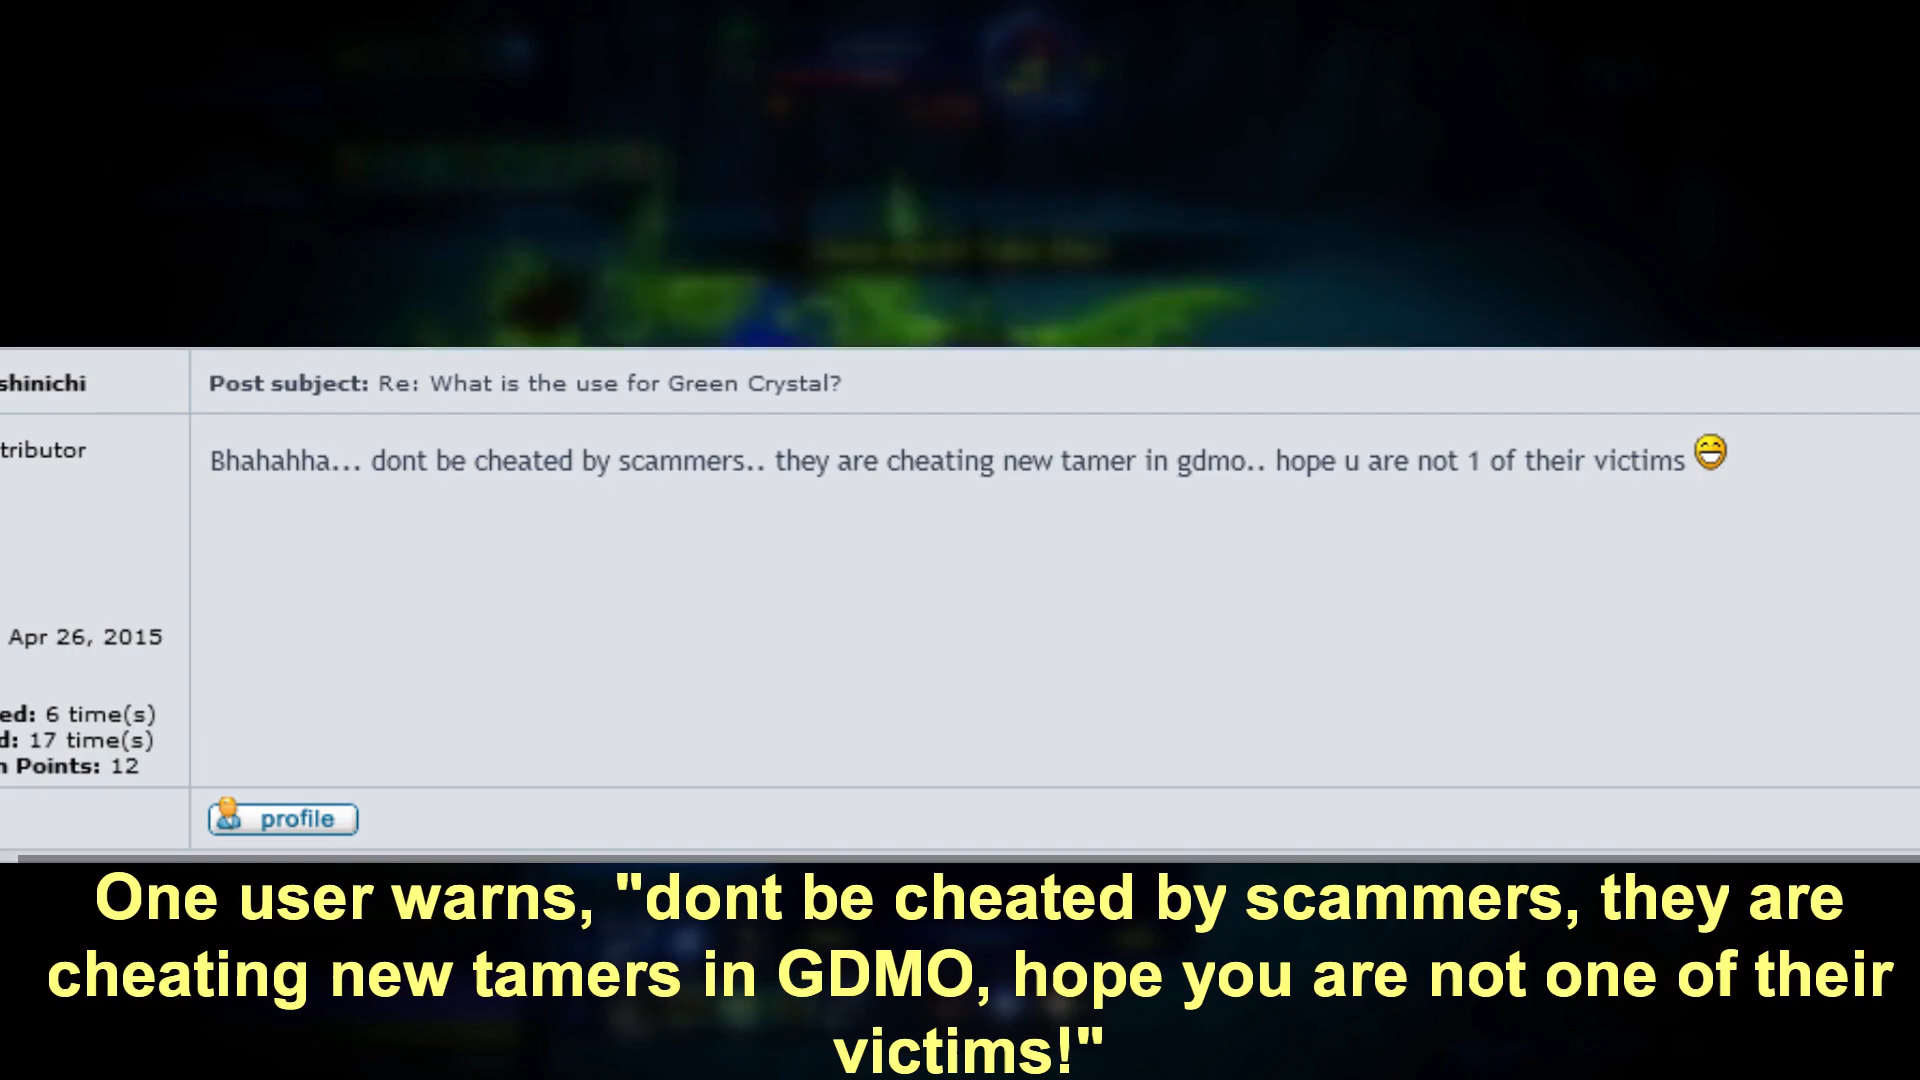 shinichi
Post subject: Re: What is the use for Green Crystal?
tributor
Bhahahha... dont be cheated by scammers.. they are cheating new tamer in gdmo.. hope u are not 1 of their victims
Apr 26, 2015
ed: 6 time(s)
d: 17 time(s)
n Points: 12
profile
One user warns, "dont be cheated by scammers, they are
cheating new tamers in GDMO, hope you are not one of their
victims!"